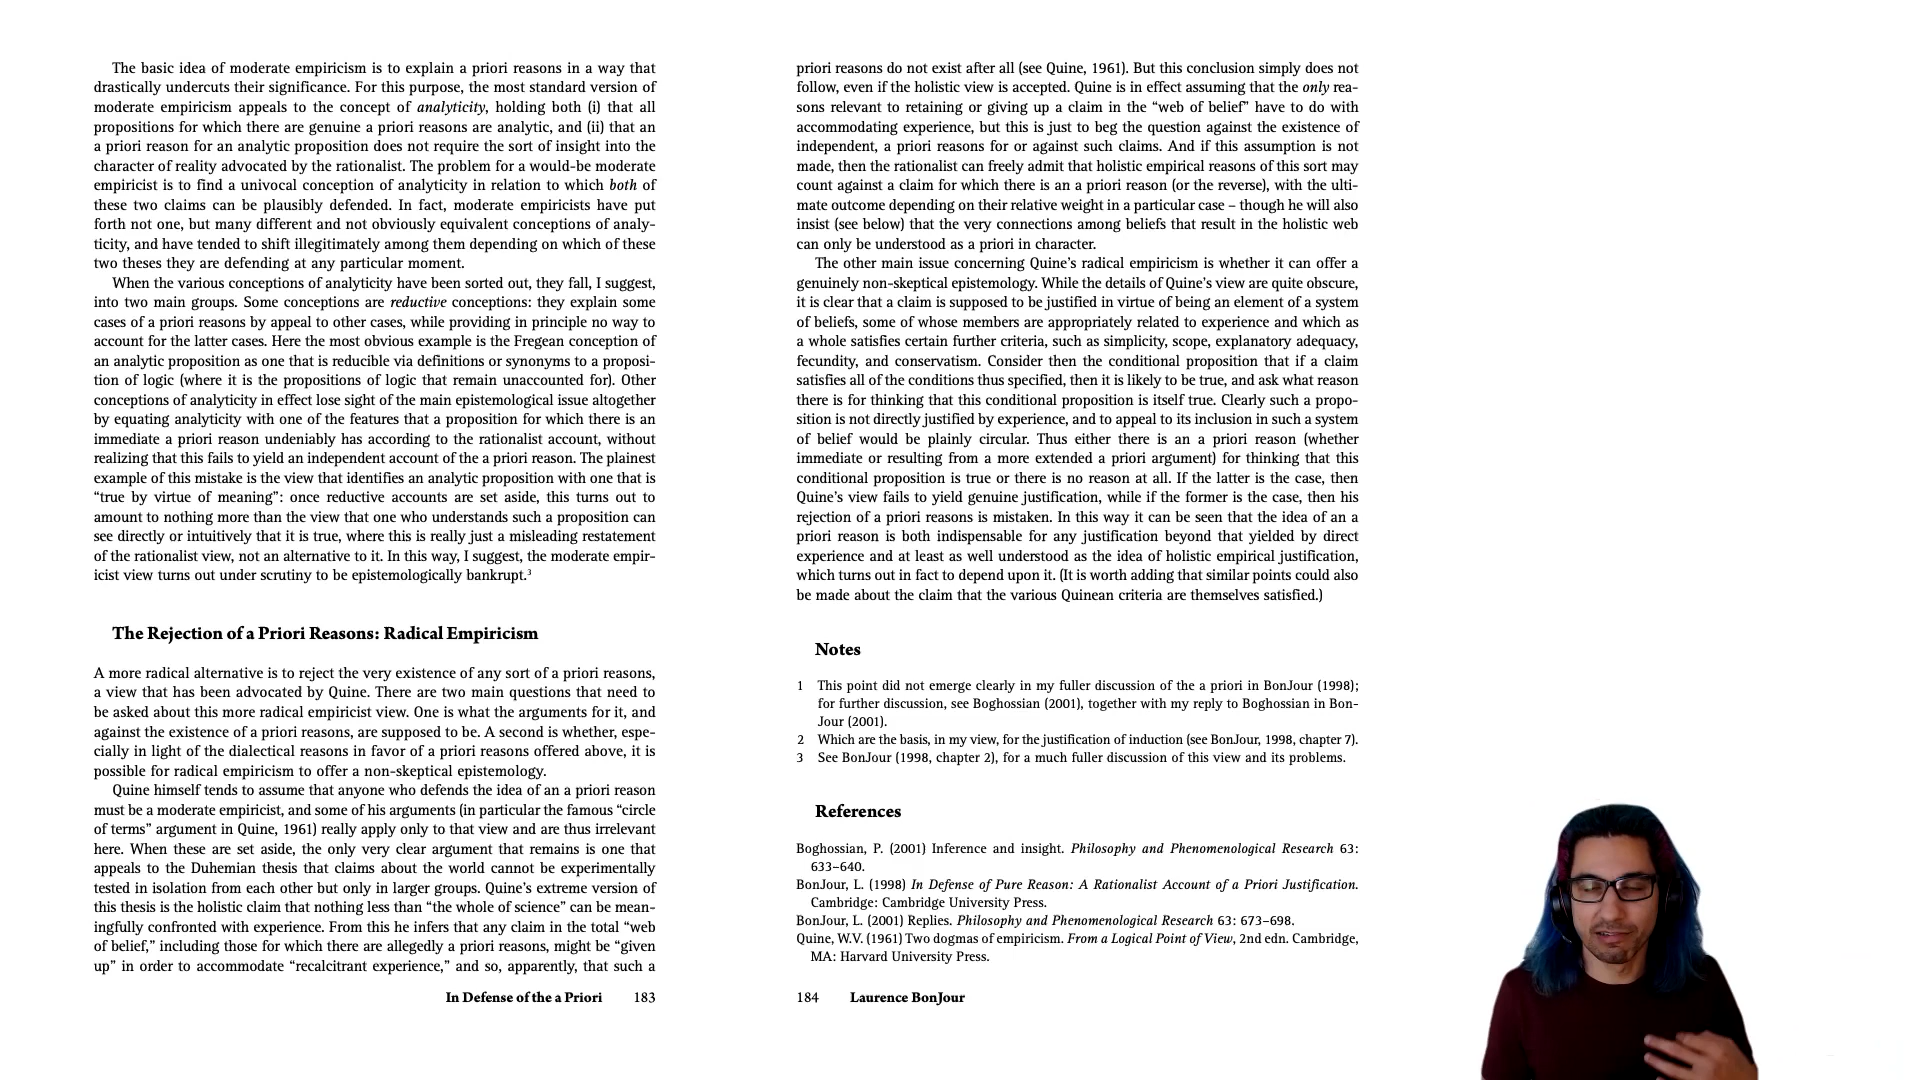 The basic idea of moderate empiricism is to explain a priori reasons in a way that
drastically undercuts their significance. For this purpose, the most standard version of
moderate empiricism appeals to the concept of analyticity, holding both (i) that all
propositions for which there are genuine a priori reasons are analytic, and (ii) that an
a priori reason for an analytic proposition does not require the sort of insight into the
character of reality advocated by the rationalist. The problem for a would-be moderate
empiricist is to find a univocal conception of analyticity in relation to which both of
these two claims can be plausibly defended. In fact, moderate empiricists have put
forth not one, but many different and not obviously equivalent conceptions of analy-
ticity, and have tended to shift illegitimately among them depending on which of these
two theses they are defending at any particular moment.
When the various conceptions of analyticity have been sorted out, they fall, I suggest,
into two main groups. Some conceptions are reductive conceptions: they explain some
cases of a priori reasons by appeal to other cases, while providing in principle no way to
account for the latter cases. Here the most obvious example is the Fregean conception of
an analytic proposition as one that is reducible via definitions or synonyms to a proposi-
tion of logic (where it is the propositions of logic that remain unaccounted for). Other
conceptions of analyticity in effect lose sight of the main epistemological issue altogether
by equating analyticity with one of the features that a proposition for which there is an
immediate a priori reason undeniably has according to the rationalist account, without
realizing that this fails to yield an independent account of the a priori reason. The plainest
example of this mistake is the view that identifies an analytic proposition with one that is
“true by virtue of meaning”: once reductive accounts are set aside, this turns out to
amount to nothing more than the view that one who understands such a proposition can
see directly or intuitively that it is true, where this is really just a misleading restatement
of the rationalist view, not an alternative to it. In this way, I suggest, the moderate empir-
icist view turns out under scrutiny to be epistemologically bankrupt.3
The Rejection of a Priori Reasons: Radical Empiricism
A more radical alternative is to reject the very existence of any sort of a priori reasons,
a view that has been advocated by Quine. There are two main questions that need to
be asked about this more radical empiricist view. One is what the arguments for it, and
against the existence of a priori reasons, are supposed to be. A second is whether, espe-
cially in light of the dialectical reasons in favor of a priori reasons offered above, it is
possible for radical empiricism to offer a non-skeptical epistemology.
Quine himself tends to assume that anyone who defends the idea of an a priori reason
must be a moderate empiricist, and some of his arguments (in particular the famous “circle
of terms” argument in Quine, 1961) really apply only to that view and are thus irrelevant
here. When these are set aside, the only very clear argument that remains is one that
appeals to the Duhemian thesis that claims about the world cannot be experimentally
tested in isolation from each other but only in larger groups. Quine’s extreme version of
this thesis is the holistic claim that nothing less than “the whole of science” can be mean-
ingfully confronted with experience. From this he infers that any claim in the total “web
of belief,” including those for which there are allegedly a priori reasons, might be “given
up” in order to accommodate “recalcitrant experience,” and so, apparently, that such a
In Defense of the a Priori 183
priori reasons do not exist after all (see Quine, 1961). But this conclusion simply does not
follow, even if the holistic view is accepted. Quine is in effect assuming that the only rea-
sons relevant to retaining or giving up a claim in the “web of belief” have to do with
accommodating experience, but this is just to beg the question against the existence of
independent, a priori reasons for or against such claims. And if this assumption is not
made, then the rationalist can freely admit that holistic empirical reasons of this sort may
count against a claim for which there is an a priori reason (or the reverse), with the ulti-
mate outcome depending on their relative weight in a particular case – though he will also
insist (see below) that the very connections among beliefs that result in the holistic web
can only be understood as a priori in character.
The other main issue concerning Quine’s radical empiricism is whether it can offer a
genuinely non-skeptical epistemology. While the details of Quine’s view are quite obscure,
it is clear that a claim is supposed to be justified in virtue of being an element of a system
of beliefs, some of whose members are appropriately related to experience and which as
a whole satisfies certain further criteria, such as simplicity, scope, explanatory adequacy,
fecundity, and conservatism. Consider then the conditional proposition that if a claim
satisfies all of the conditions thus specified, then it is likely to be true, and ask what reason
there is for thinking that this conditional proposition is itself true. Clearly such a propo-
sition is not directly justified by experience, and to appeal to its inclusion in such a system
of belief would be plainly circular. Thus either there is an a priori reason (whether
immediate or resulting from a more extended a priori argument) for thinking that this
conditional proposition is true or there is no reason at all. If the latter is the case, then
Quine’s view fails to yield genuine justification, while if the former is the case, then his
rejection of a priori reasons is mistaken. In this way it can be seen that the idea of an a
priori reason is both indispensable for any justification beyond that yielded by direct
experience and at least as well understood as the idea of holistic empirical justification,
which turns out in fact to depend upon it. (It is worth adding that similar points could also
be made about the claim that the various Quinean criteria are themselves satisfied.)
Notes
1 This point did not emerge clearly in my fuller discussion of the a priori in BonJour (1998);
for further discussion, see Boghossian (2001), together with my reply to Boghossian in Bon-
Jour (2001).
2 Which are the basis, in my view, for the justification of induction (see BonJour, 1998, chapter 7).
3 See BonJour (1998, chapter 2), for a much fuller discussion of this view and its problems.
References
Boghossian, P. (2001) Inference and insight. Philosophy and Phenomenological Research 63:
633–640.
BonJour, L. (1998) In Defense of Pure Reason: A Rationalist Account of a Priori Justification.
Cambridge: Cambridge University Press.
BonJour, L. (2001) Replies. Philosophy and Phenomenological Research 63: 673–698.
Quine, W.V. (1961) Two dogmas of empiricism. From a Logical Point of View, 2nd edn. Cambridge,
MA: Harvard University Press.
184 Laurence BonJour